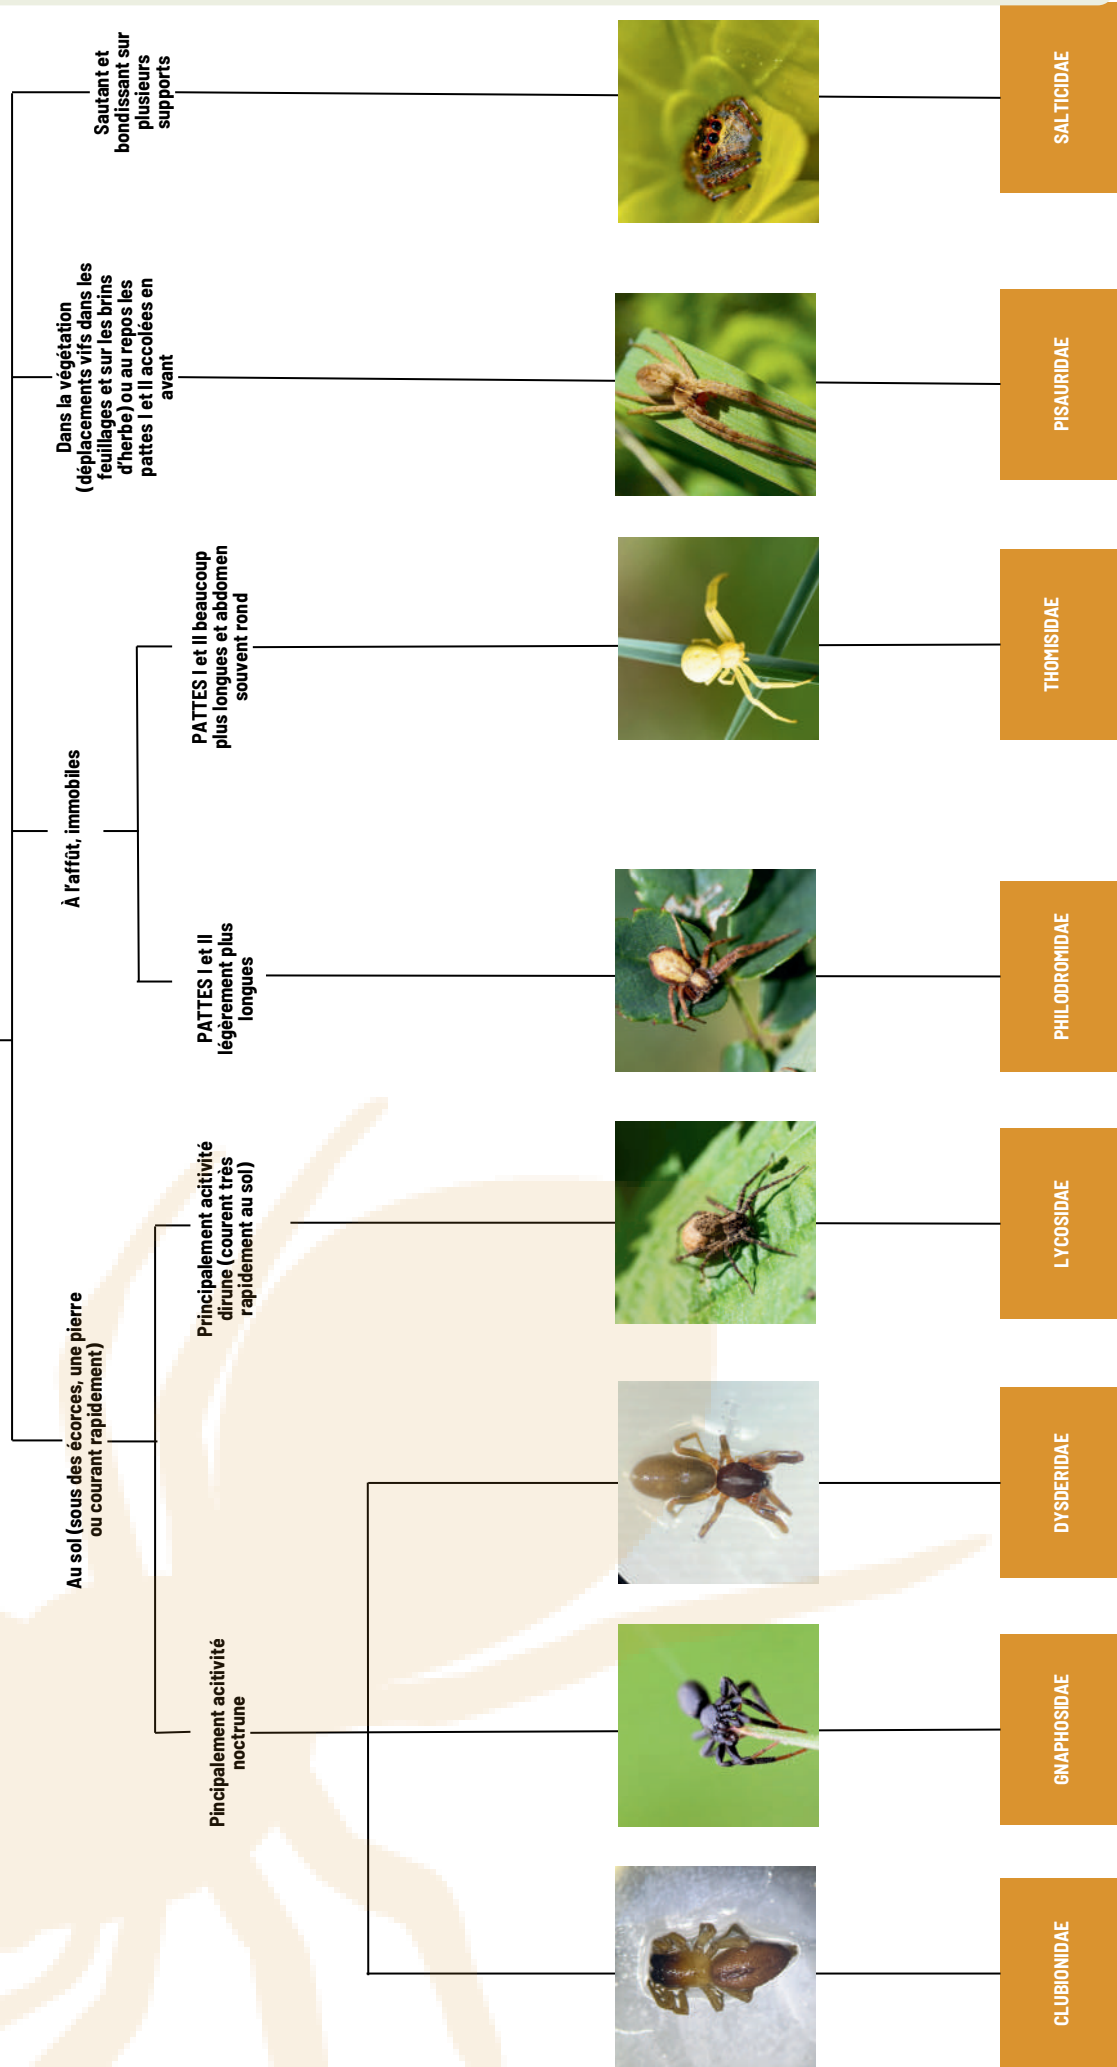 Au sol (sous des écorces, une pierre
ou courant rapidement)
À l'affût, immobiles
Dans la végétation
(déplacements vifs dans les
feuillages et sur les brins
d'herbe) ou au repos les
pattes I et II accolées en
avant
Sautant et
bondissant sur
plusieurs
supports
Pincipalement acitivité
noctrune
Principalement acitivité
dirune (courent très
rapidement au sol)
PATTES I et II
légèrement plus
longues
PATTES I et II beaucoup
plus longues et abdomen
souvent rond
CLUBIONIDAE
GNAPHOSIDAE
DYSDERIDAE
LYCOSIDAE
PHILODROMIDAE
THOMISIDAE
PISAURIDAE
SALTICIDAE